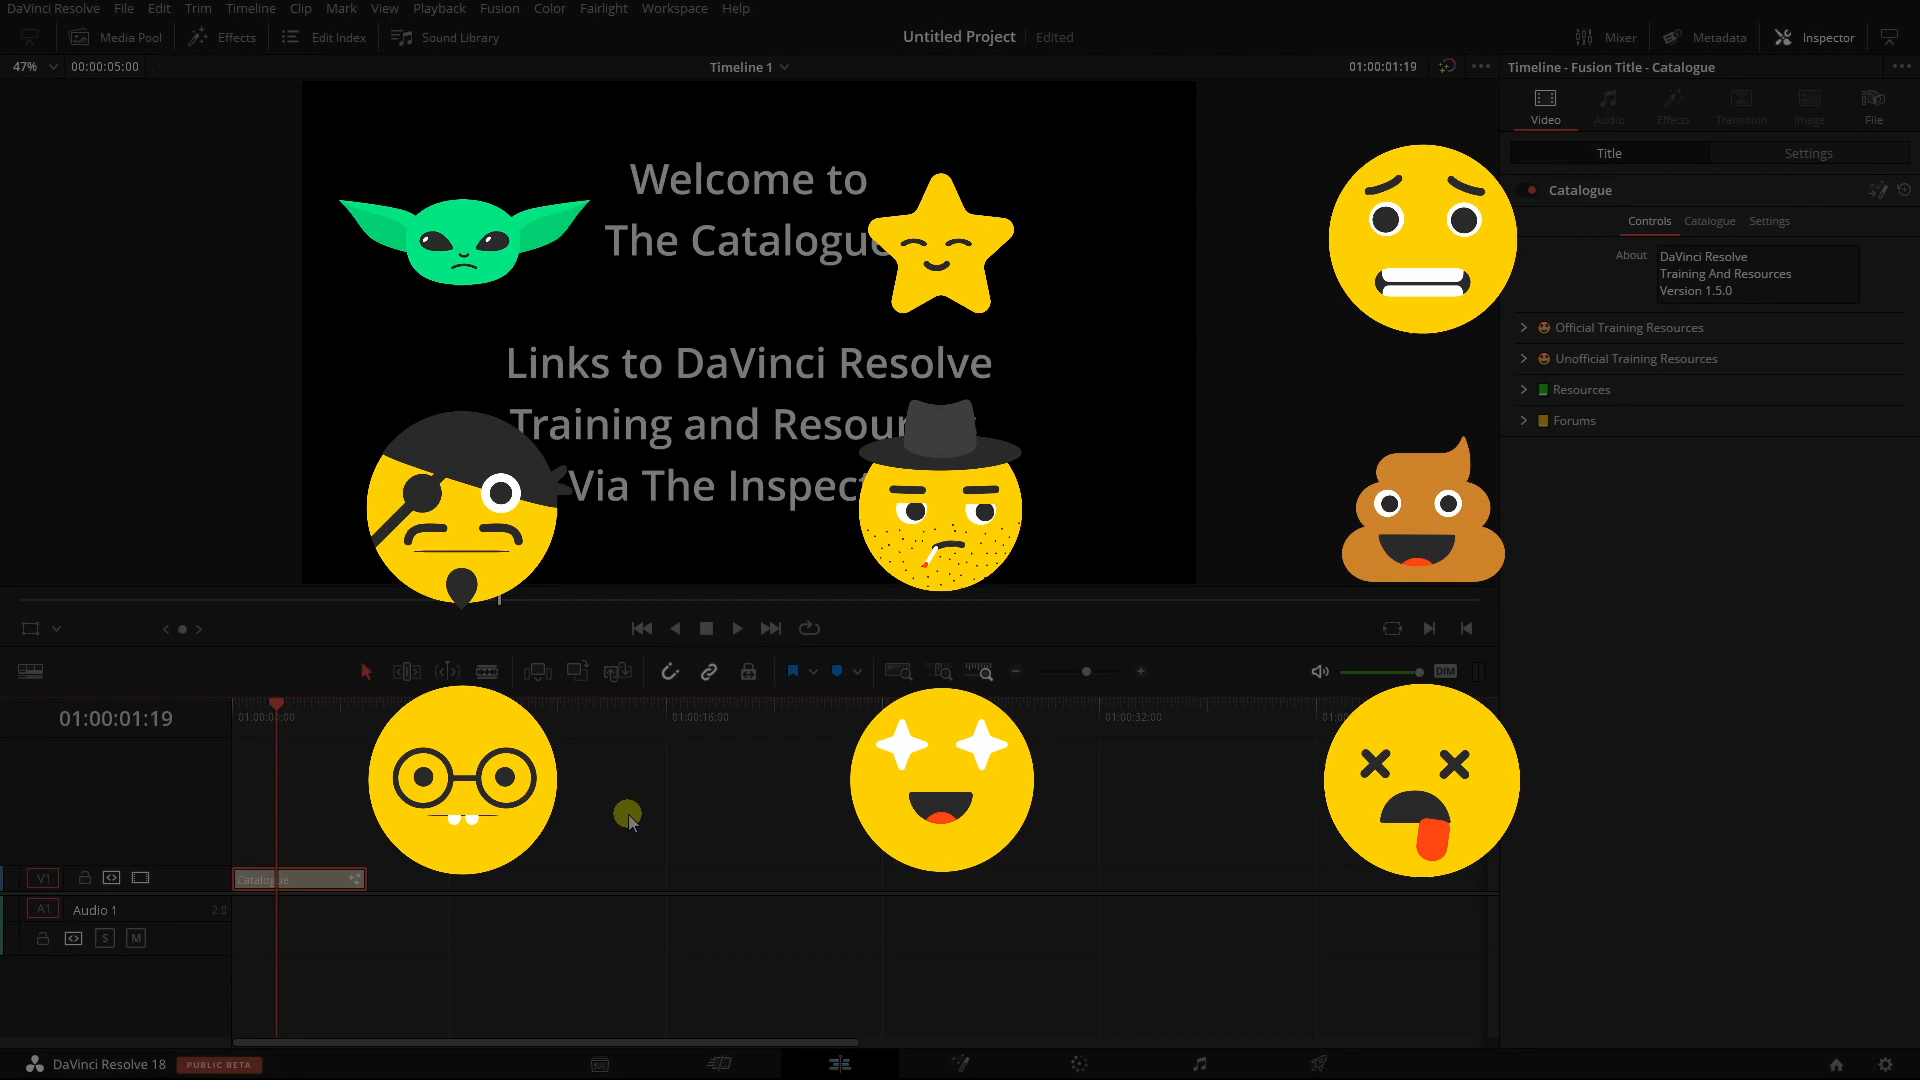 DaVinci Resolve File Edit Trim Timeline Clip Mark View Playback Fusion Color Fairlight Workspace Help
Media Pool Effects Edit Index Sound Library Untitled Project Edited Mixer Metadata Inspector
47% 00:00:05:00 Timeline 1 01:00:01:19 Timeline - Fusion Title - Catalogue
Video Audio Effects Transition Image File
Title Settings
Catalogue
Controls Catalogue Settings
About
DaVinci Resolve
Training And Resources
Version 1.5.0
Official Training Resources
Unofficial Training Resources
Resources
Forums
Welcome to
The Catalogue
Links to DaVinci Resolve
Training and
Via The
DIM
01:00:01:19
01:00:16:00 01:00:32:00
V1 Catalogue
A1 Audio 1 2.0
S M
DaVinci Resolve 18 PUBLIC BETA